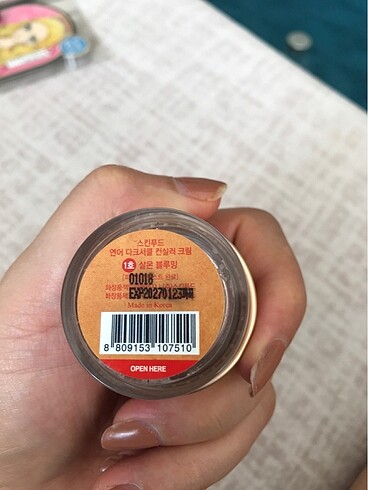 스킨푸드
연어 다크서클 컨실러 크림
1호 살몬 블루밍
01018
EXP20270123까지
Made in Korea
8 809153 107510
OPEN HERE